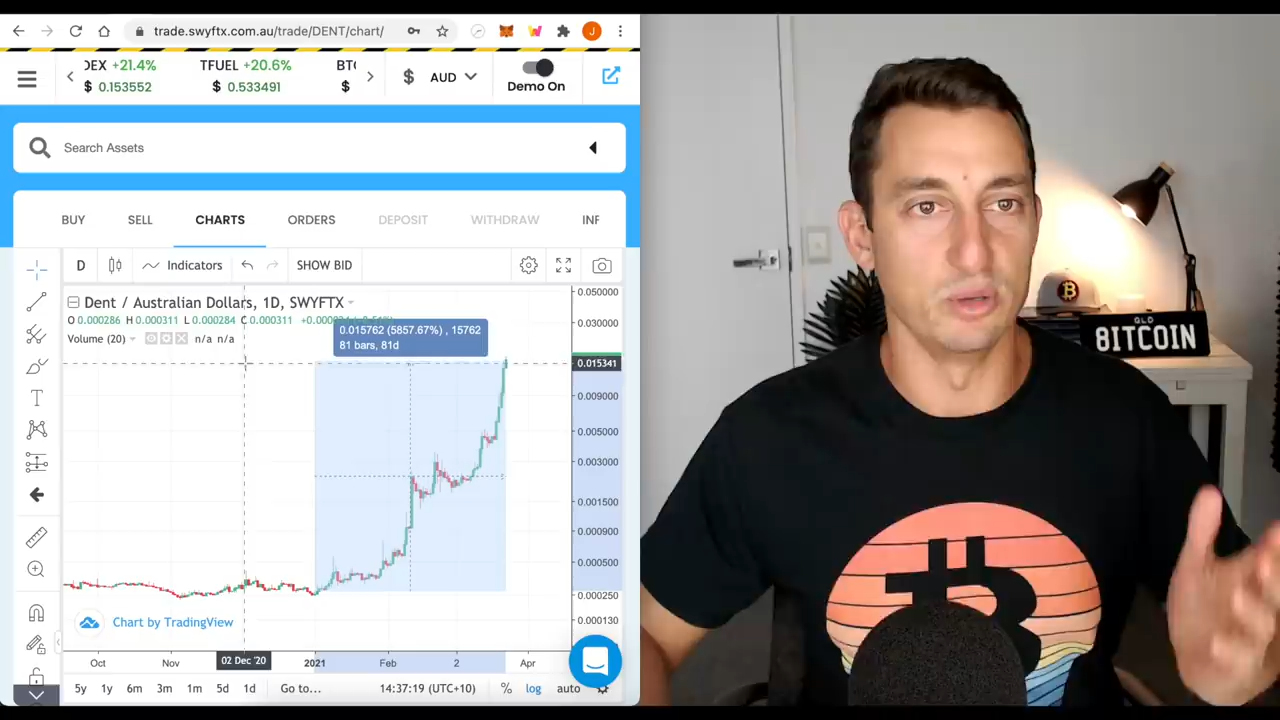 trade.swyftx.com.au/trade/DENT/chart/
J
DEX +21.4%
$ 0.153552
TFUEL +20.6%
$ 0.533491
BT
$
$ AUD
Demo On
Search Assets
BUY SELL CHARTS ORDERS DEPOSIT WITHDRAW INF
D Indicators SHOW BID
Dent / Australian Dollars, 1D, SWYFTX
O 0.000286 H 0.000311 L 0.000284 C 0.000311
Volume (20) n/a n/a
0.015762 (5857.67%) , 15762
81 bars, 81d
0.050000
0.030000
0.015341
0.009000
0.005000
0.003000
0.001500
0.000900
0.000500
0.000250
0.000130
Chart by TradingView
Oct Nov 02 Dec '20 2021 Feb 2 Apr
5y 1y 6m 3m 1m 5d 1d Go to... 14:37:19 (UTC+10) % log auto
QLD
8ITCOIN